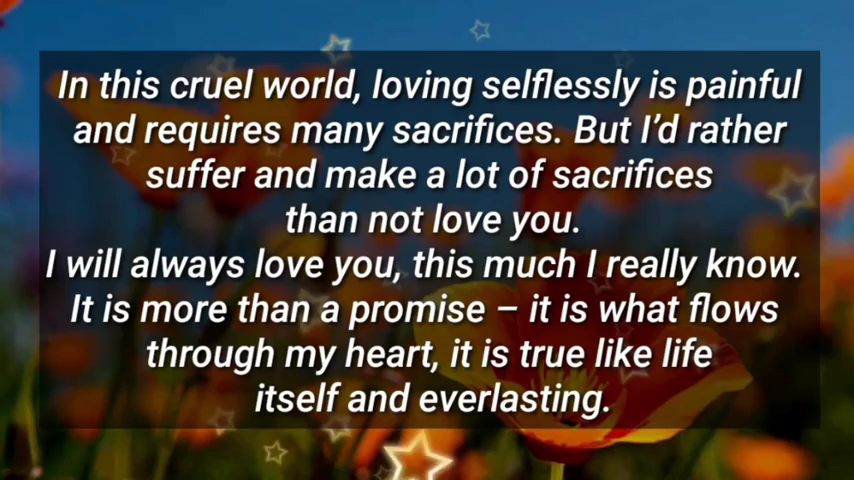 In this cruel world, loving selflessly is painful
and requires many sacrifices. But I’d rather
suffer and make a lot of sacrifices
than not love you.
I will always love you, this much I really know.
It is more than a promise – it is what flows
through my heart, it is true like life
itself and everlasting.